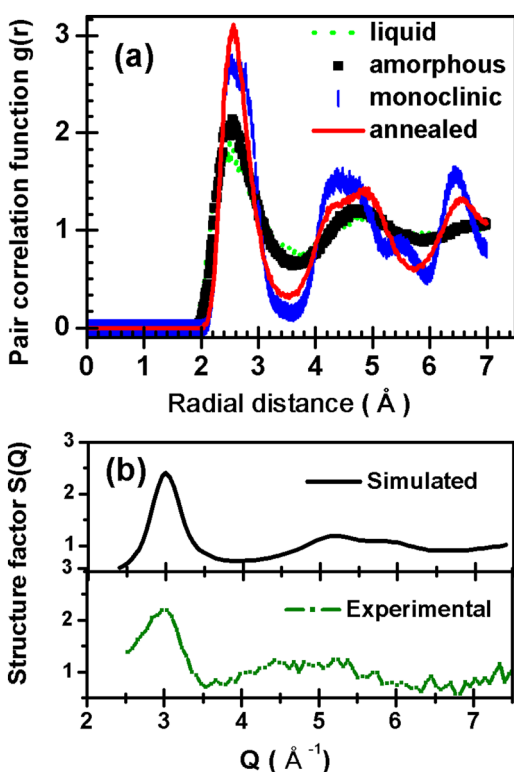 Pair correlation function g(r)
3
2
1
0
(a)
liquid
amorphous
monoclinic
annealed
0 1 2 3 4 5 6 7
Radial distance ( Å )
Structure factor S(Q)
3
2
1
(b)
Simulated
3
2
1
Experimental
2 3 4 5 6 7
Q ( Å⁻¹)